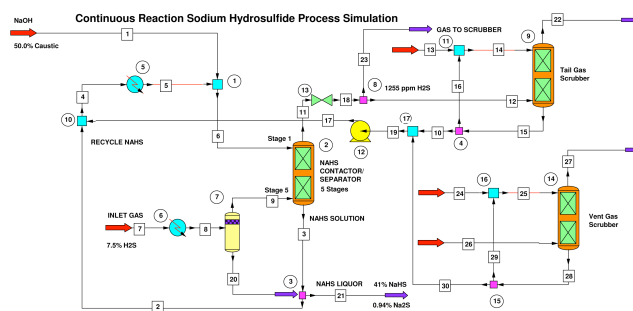 Continuous Reaction Sodium Hydrosulfide Process Simulation
NaOH
1
50.0% Caustic
5
4
5
1
10
RECYCLE NAHS
6
GAS TO SCRUBBER
23
8
1255 ppm H2S
13
11
18
17
12
19
17
10
4
16
11
13
14
9
22
12
15
Tail Gas
Scrubber
Stage 1
2
NAHS
CONTACTOR/
SEPARATOR
5 Stages
Stage 5
9
7
INLET GAS
6
7
8
7.5% H2S
NAHS SOLUTION
3
20
3
NAHS LIQUOR
21
41% NaHS
0.94% Na2S
2
16
24
25
14
27
26
29
Vent Gas
Scrubber
28
30
15